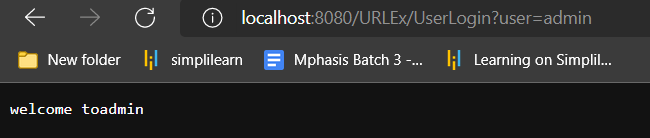 localhost:8080/URLEx/UserLogin?user=admin
New folder simplilearn Mphasis Batch 3 -... Learning on Simplil...
welcome toadmin